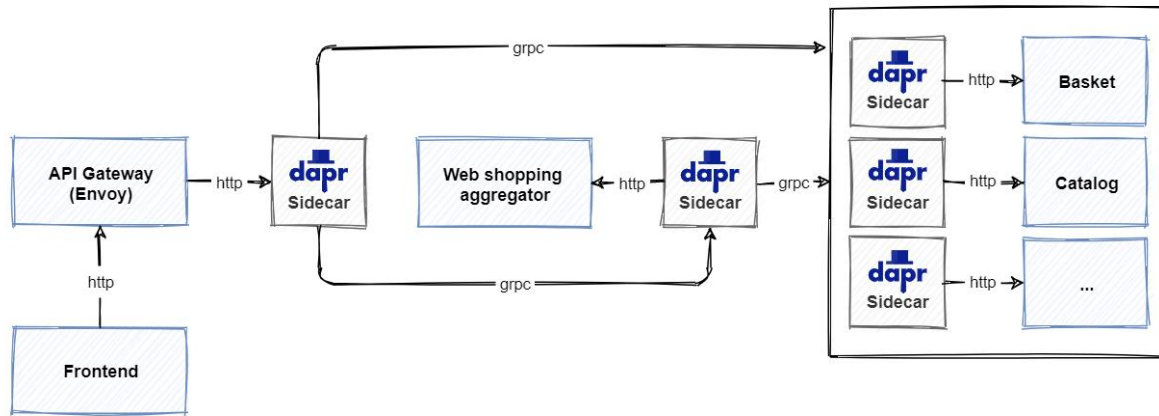 grpc
dapr
Sidecar
http
Basket
API Gateway
(Envoy)
http
dapr
Sidecar
Web shopping
aggregator
http
dapr
Sidecar
grpc
dapr
Sidecar
http
Catalog
http
grpc
dapr
Sidecar
http
...
Frontend